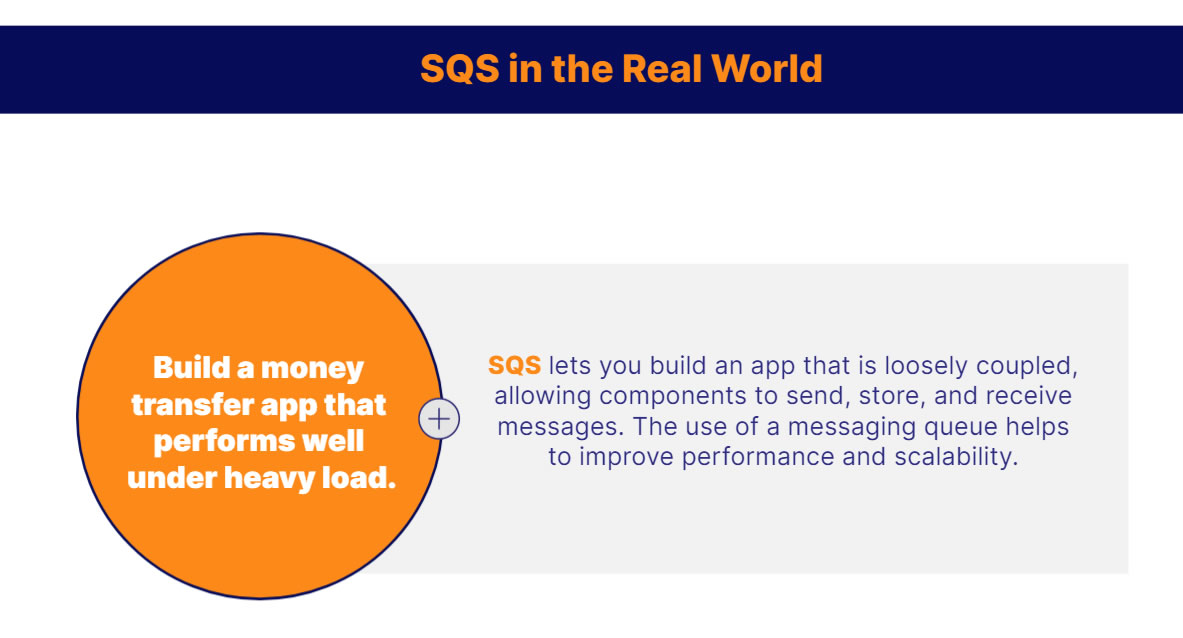 SQS in the Real World
Build a money
transfer app that
performs well
under heavy load.
SQS lets you build an app that is loosely coupled,
allowing components to send, store, and receive
messages. The use of a messaging queue helps
to improve performance and scalability.